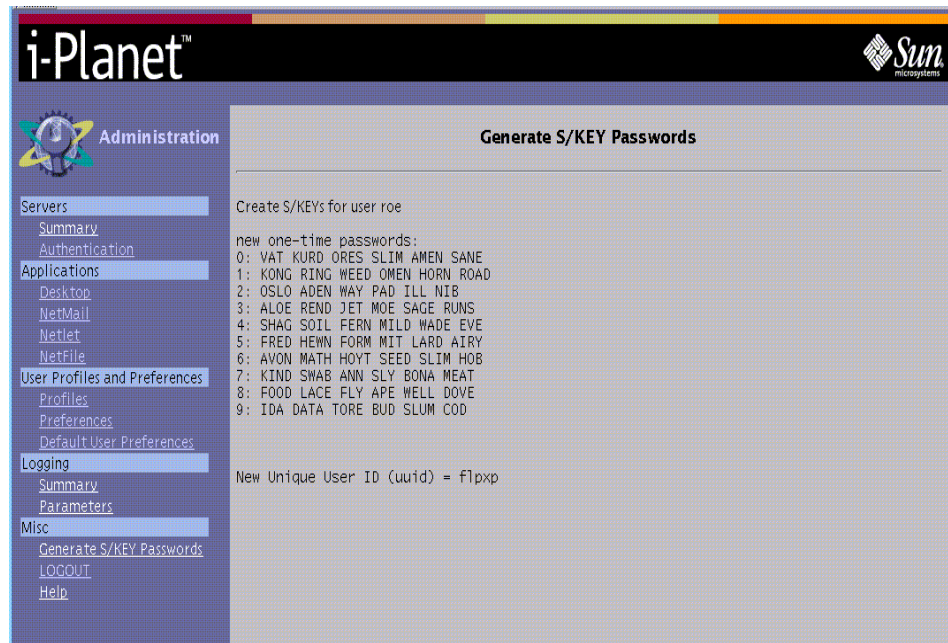 i-Planet™
Sun
microsystems
Administration
Generate S/KEY Passwords
Servers
Summary
Authentication
Applications
Desktop
NetMail
Netlet
NetFile
User Profiles and Preferences
Profiles
Preferences
Default User Preferences
Logging
Summary
Parameters
Misc
Generate S/KEY Passwords
LOGOUT
Help
Create S/KEYs for user roe
new one-time passwords:
0: VAT KURD ORES SLIM AMEN SANE
1: KONG RING WEED OMEN HORN ROAD
2: OSLO ADEN WAY PAD ILL NIB
3: ALOE REND JET MOE SAGE RUNS
4: SHAG SOIL FERN MILD WADE EVE
5: FRED HEWN FORM MIT LARD AIRY
6: AVON MATH HOYT SEED SLIM HOB
7: KIND SWAB ANN SLY BONA MEAT
8: FOOD LACE FLY APE WELL DOVE
9: IDA DATA TORE BUD SLUM COD
New Unique User ID (uuid) = flpxp